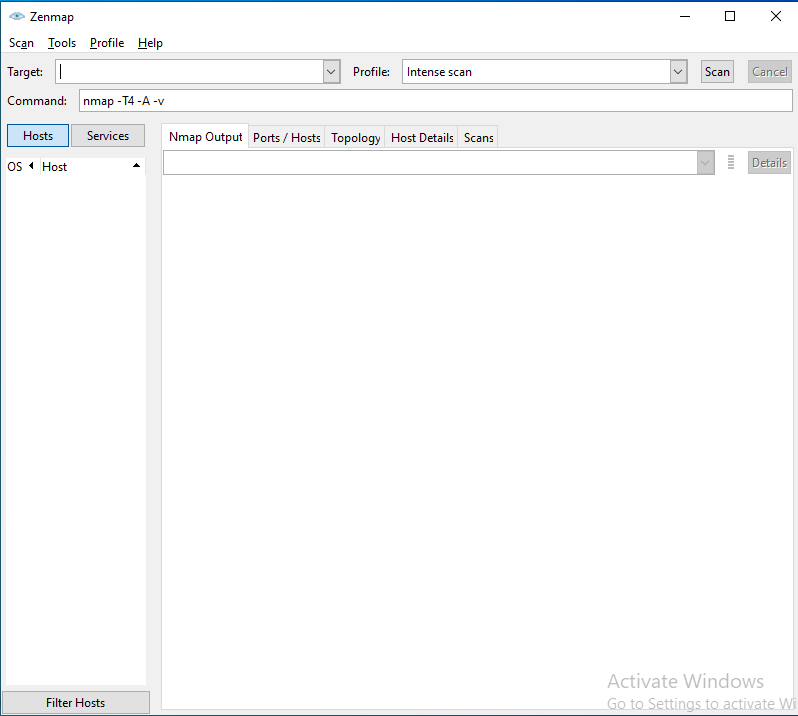 Zenmap
Scan Tools Profile Help
Target: Profile: Intense scan Scan Cancel
Command: nmap -T4 -A -v
Hosts Services Nmap Output Ports / Hosts Topology Host Details Scans
OS Host Details
Activate Windows
Go to Settings to activate Wi
Filter Hosts